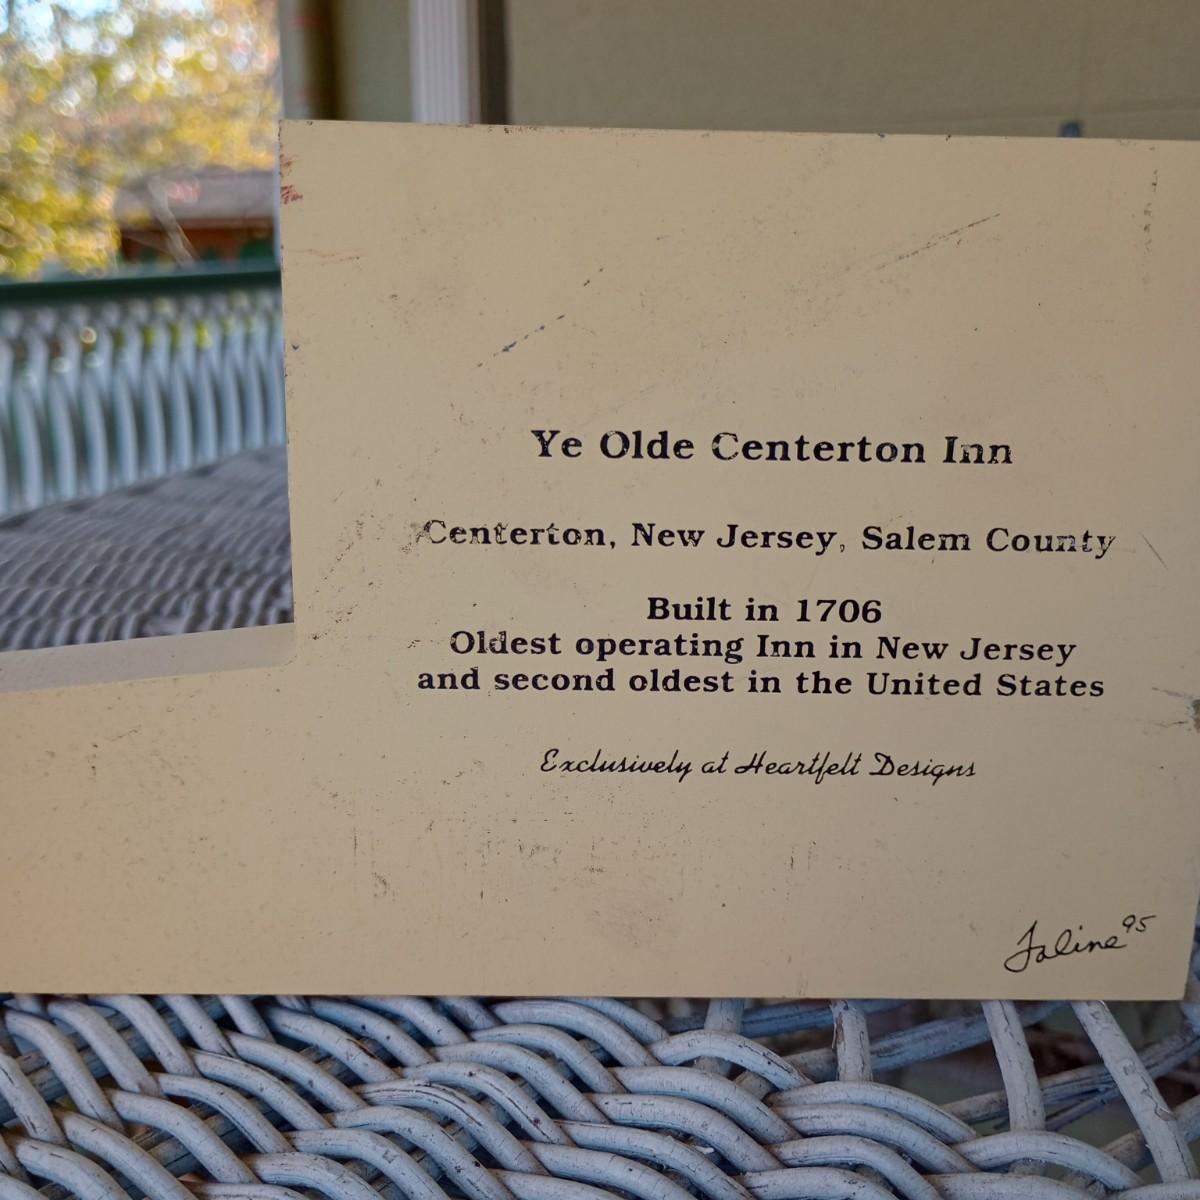 Ye Olde Centerton Inn
Centerton, New Jersey, Salem County
Built in 1706
Oldest operating Inn in New Jersey
and second oldest in the United States
Exclusively at Heartfelt Designs
Faline 95